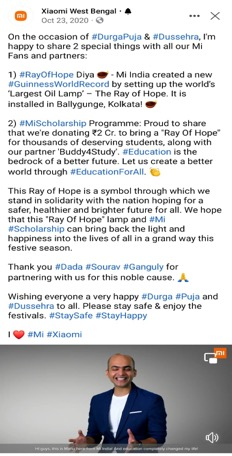 Xiaomi West Bengal ·
Oct 23, 2020 ·
On the occasion of #DurgaPuja & #Dussehra, I'm
happy to share 2 special things with all our Mi
Fans and partners:
1) #RayOfHope Diya - Mi India created a new
#GuinnessWorldRecord by setting up the world's
'Largest Oil Lamp' – The Ray of Hope. It is
installed in Ballygunge, Kolkata!
2) #MiScholarship Programme: Proud to share
that we're donating ₹2 Cr. to bring a "Ray Of Hope"
for thousands of deserving students, along with
our partner 'Buddy4Study'. #Education is the
bedrock of a better future. Let us create a better
world through #EducationForAll. 👏
This Ray of Hope is a symbol through which we
stand in solidarity with the nation hoping for a
safer, healthier and brighter future for all. We hope
that this "Ray Of Hope" lamp and #Mi
#Scholarship can bring back the light and
happiness into the lives of all in a grand way this
festive season.
Thank you #Dada #Sourav #Ganguly for
partnering with us for this noble cause. 🙏
Wishing everyone a very happy #Durga #Puja and
#Dussehra to all. Please stay safe & enjoy the
festivals. #StaySafe #StayHappy
I ❤️ #Mi #Xiaomi